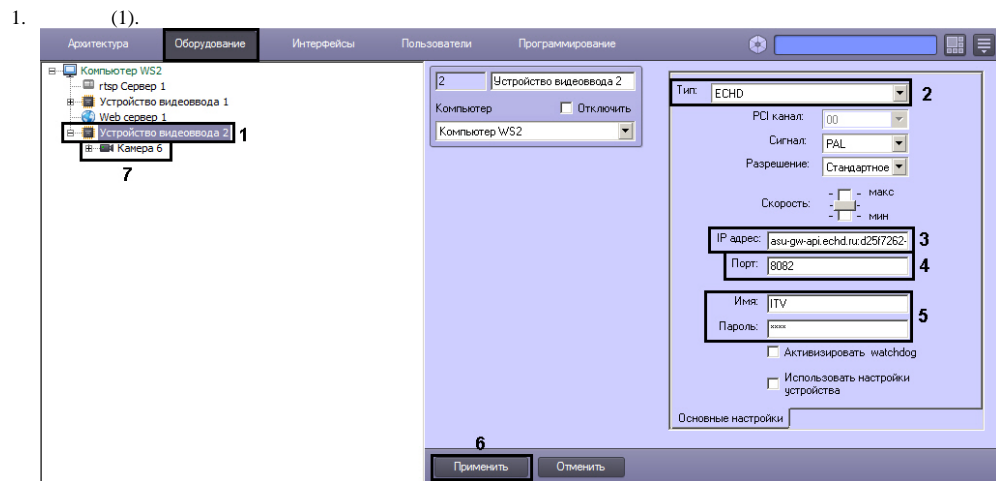 1. (1).
Архитектура Оборудование Интерфейсы Пользователи Программирование
Компьютер WS2
rtsp Сервер 1
Устройство видеоввода 1
Web сервер 1
Устройство видеоввода 2 1
Камера 6
7
2 Устройство видеоввода 2
Компьютер Отключить
Компьютер WS2
Тип: ECHD 2
PCI канал: 00
Сигнал: PAL
Разрешение: Стандартное
Скорость: макс
мин
IP адрес: asu-gw-api.echd.ru:d25f7262- 3
Порт: 8082 4
Имя: ITV
Пароль: **** 5
Активизировать watchdog
Использовать настройки
устройства
Основные настройки
6
Применить Отменить